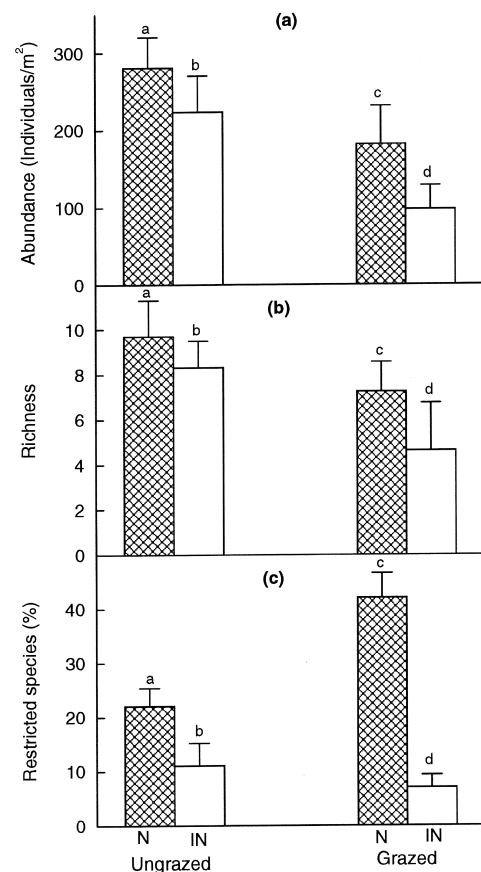 (a)
Abundance (Individuals/m²)
300
200
100
0
a
b
c
d
(b)
Richness
10
8
6
4
2
0
a
b
c
d
(c)
Restricted species (%)
40
30
20
10
0
a
b
c
d
N IN N IN
Ungrazed Grazed